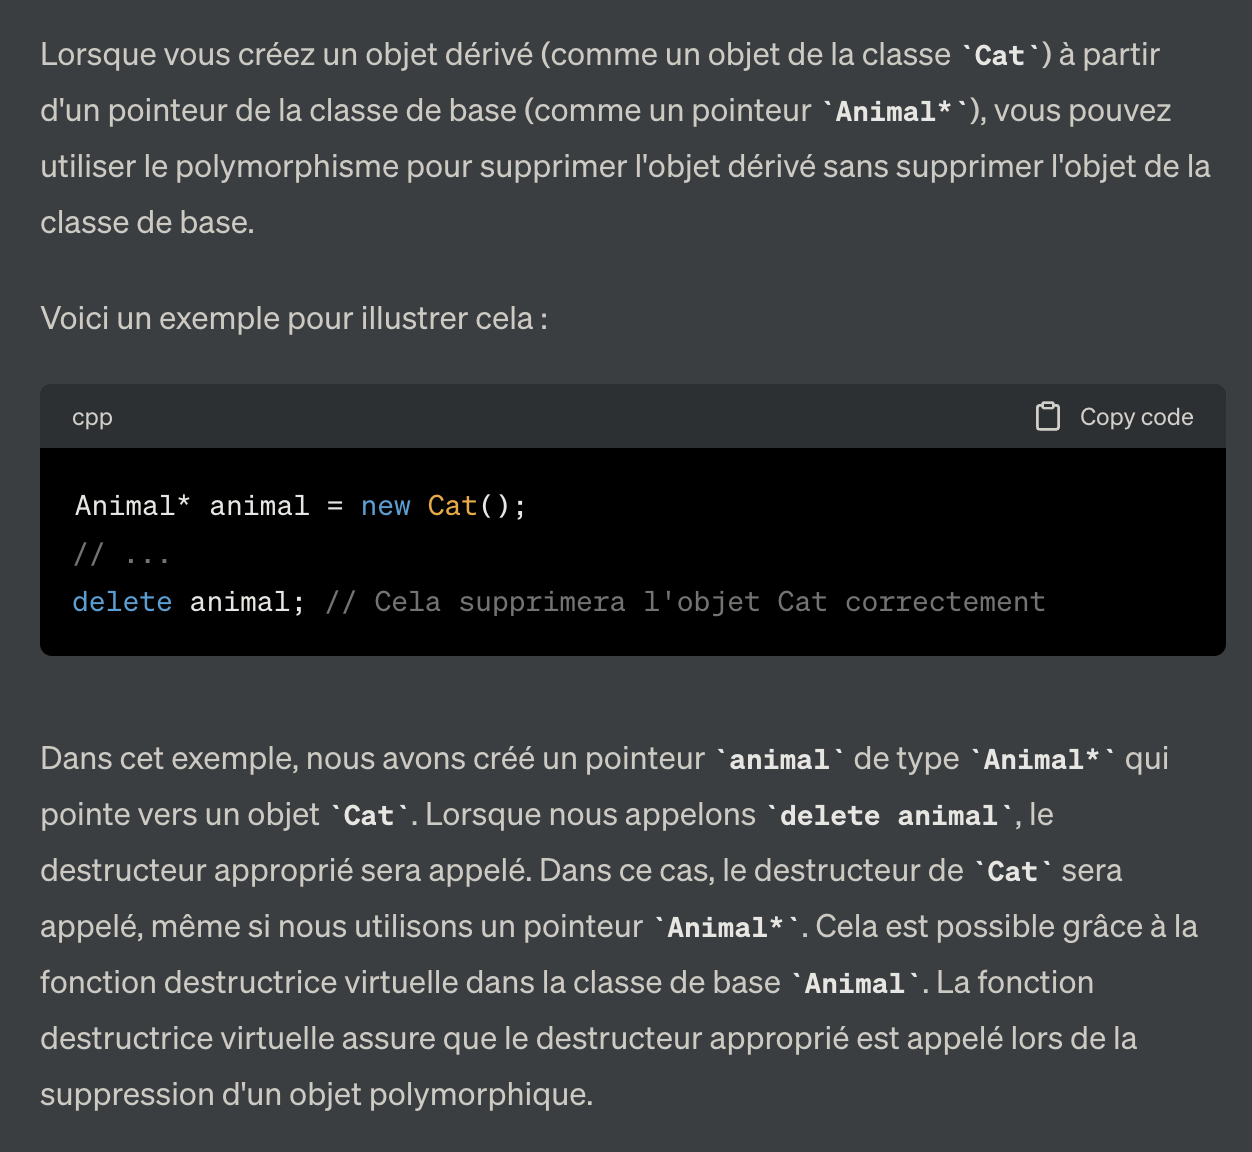 Lorsque vous créez un objet dérivé (comme un objet de la classe `Cat`) à partir
d'un pointeur de la classe de base (comme un pointeur `Animal*`), vous pouvez
utiliser le polymorphisme pour supprimer l'objet dérivé sans supprimer l'objet de la
classe de base.
Voici un exemple pour illustrer cela :
cpp Copy code
Animal* animal = new Cat();
// ...
delete animal; // Cela supprimera l'objet Cat correctement
Dans cet exemple, nous avons créé un pointeur `animal` de type `Animal*` qui
pointe vers un objet `Cat`. Lorsque nous appelons `delete animal`, le
destructeur approprié sera appelé. Dans ce cas, le destructeur de `Cat` sera
appelé, même si nous utilisons un pointeur `Animal*`. Cela est possible grâce à la
fonction destructrice virtuelle dans la classe de base `Animal`. La fonction
destructrice virtuelle assure que le destructeur approprié est appelé lors de la
suppression d'un objet polymorphique.